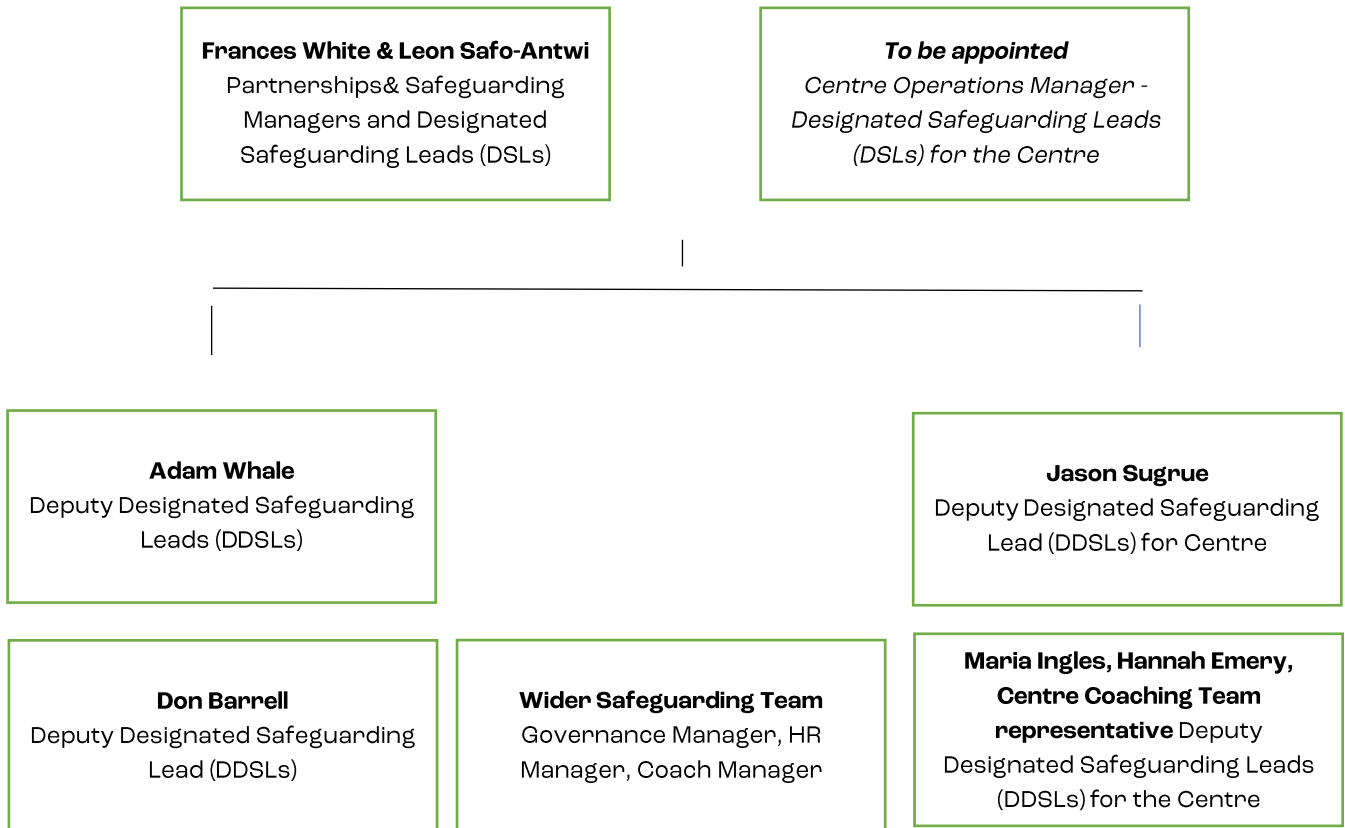 Frances White & Leon Safo-Antwi
Partnerships& Safeguarding
Managers and Designated
Safeguarding Leads (DSLs)
To be appointed
Centre Operations Manager -
Designated Safeguarding Leads
(DSLs) for the Centre
Adam Whale
Deputy Designated Safeguarding
Leads (DDSLs)
Jason Sugrue
Deputy Designated Safeguarding
Lead (DDSLs) for Centre
Don Barrell
Deputy Designated Safeguarding
Lead (DDSLs)
Wider Safeguarding Team
Governance Manager, HR
Manager, Coach Manager
Maria Ingles, Hannah Emery,
Centre Coaching Team
representative Deputy
Designated Safeguarding Leads
(DDSLs) for the Centre